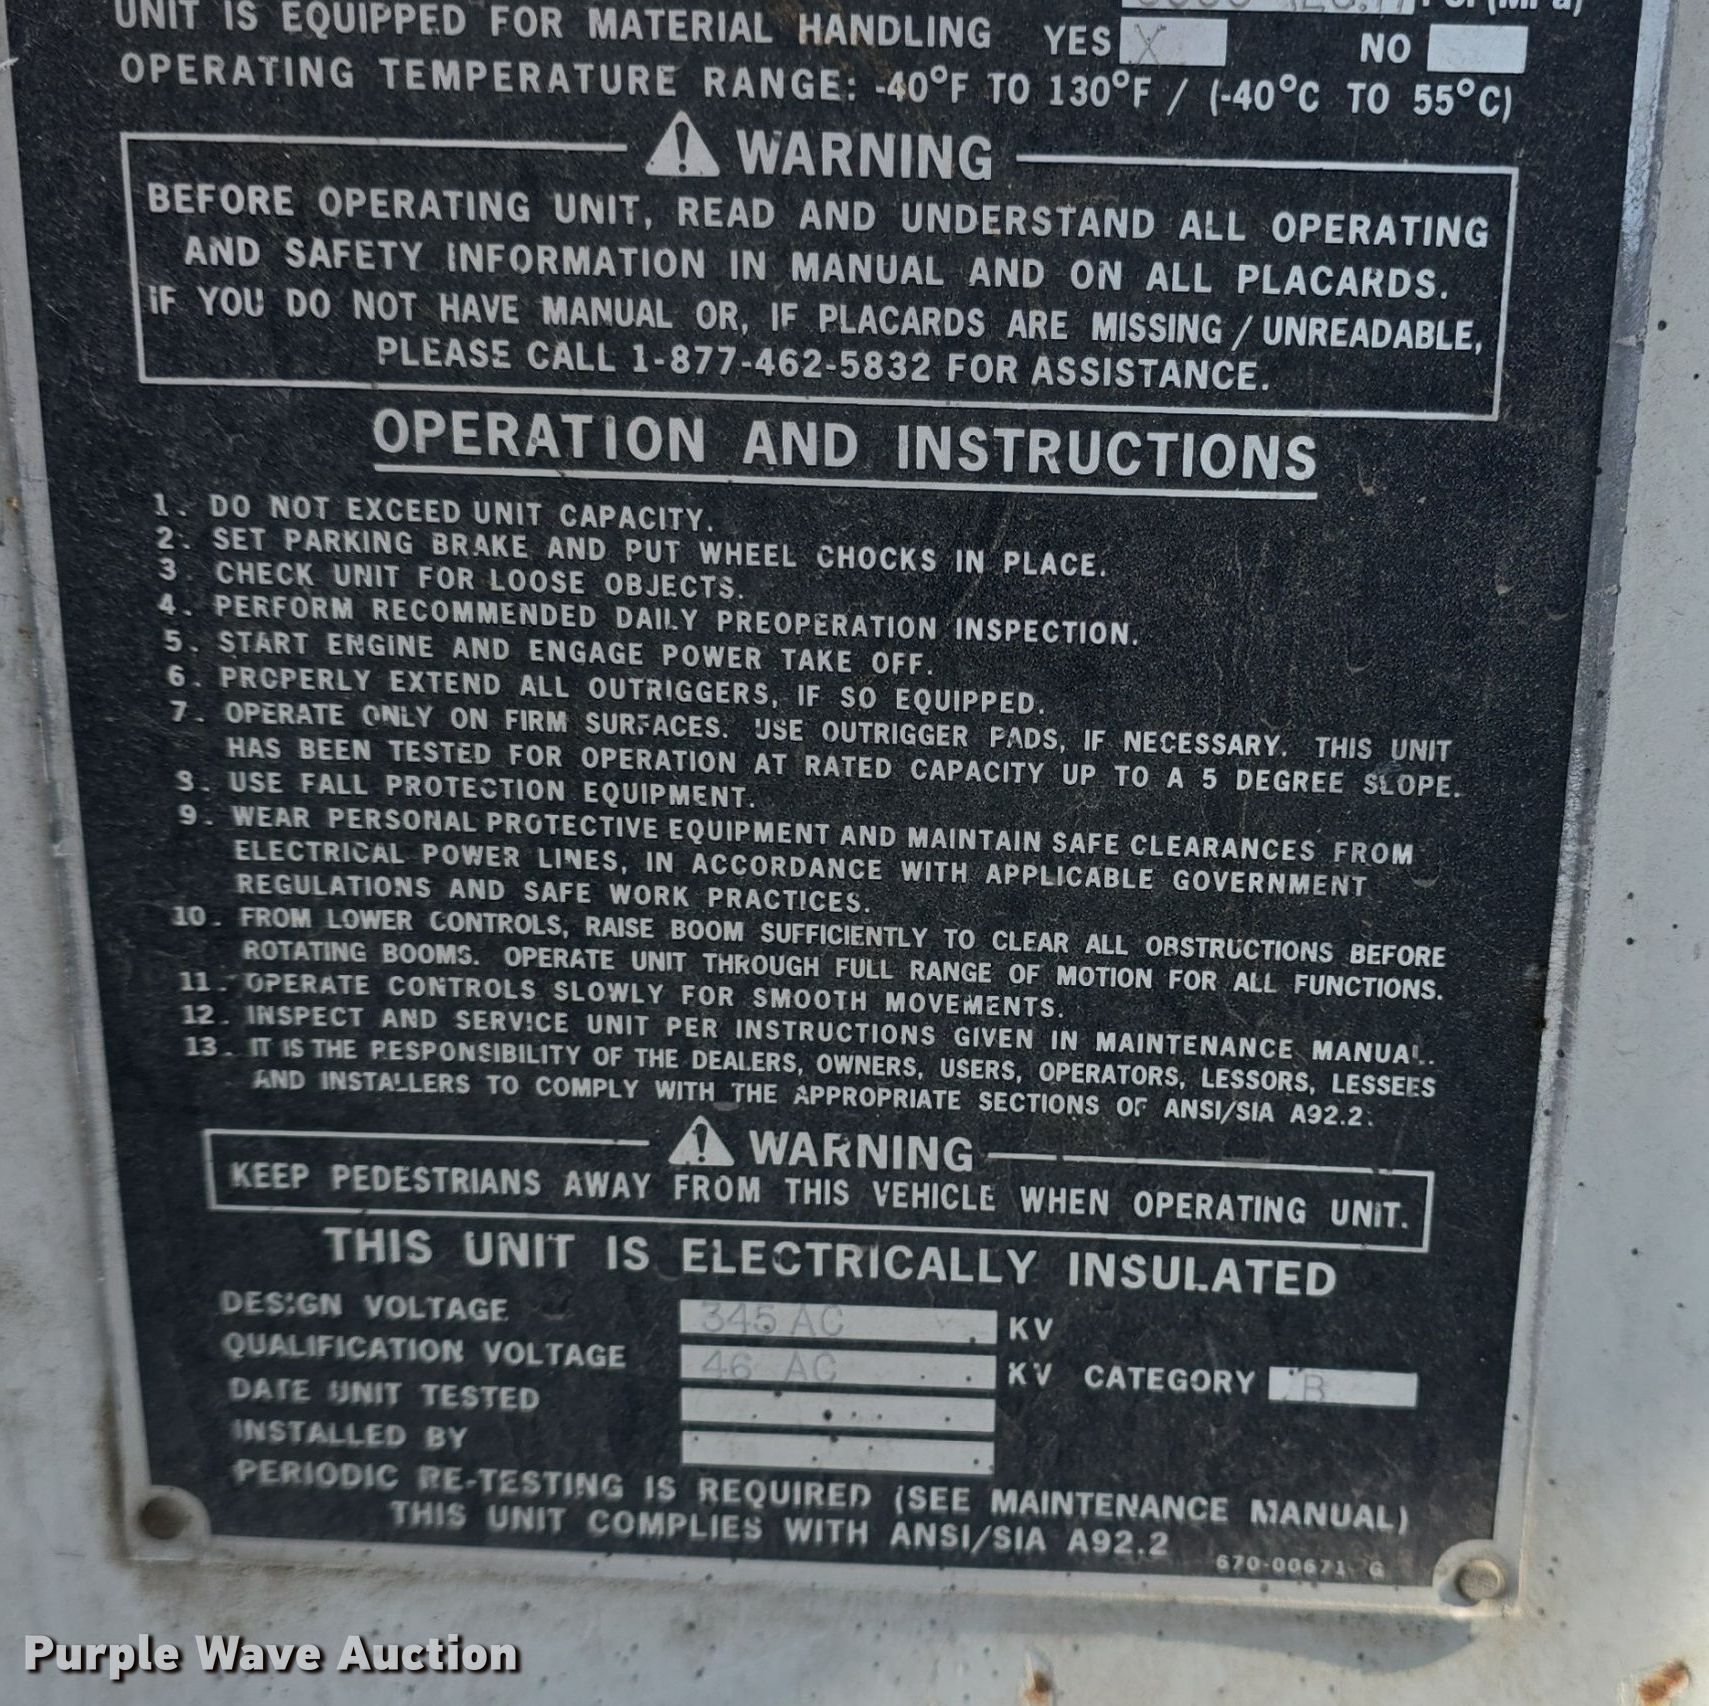 UNIT IS EQUIPPED FOR MATERIAL HANDLING YES X NO
OPERATING TEMPERATURE RANGE: -40°F TO 130°F / (-40°C TO 55°C)
WARNING
BEFORE OPERATING UNIT, READ AND UNDERSTAND ALL OPERATING
AND SAFETY INFORMATION IN MANUAL AND ON ALL PLACARDS.
IF YOU DO NOT HAVE MANUAL OR, IF PLACARDS ARE MISSING / UNREADABLE,
PLEASE CALL 1-877-462-5832 FOR ASSISTANCE.
OPERATION AND INSTRUCTIONS
1. DO NOT EXCEED UNIT CAPACITY.
2. SET PARKING BRAKE AND PUT WHEEL CHOCKS IN PLACE.
3. CHECK UNIT FOR LOOSE OBJECTS.
4. PERFORM RECOMMENDED DAILY PREOPERATION INSPECTION.
5. START ENGINE AND ENGAGE POWER TAKE OFF.
6. PROPERLY EXTEND ALL OUTRIGGERS, IF SO EQUIPPED.
7. OPERATE ONLY ON FIRM SURFACES. USE OUTRIGGER PADS, IF NECESSARY. THIS UNIT
HAS BEEN TESTED FOR OPERATION AT RATED CAPACITY UP TO A 5 DEGREE SLOPE.
8. USE FALL PROTECTION EQUIPMENT.
9. WEAR PERSONAL PROTECTIVE EQUIPMENT AND MAINTAIN SAFE CLEARANCES FROM
ELECTRICAL POWER LINES, IN ACCORDANCE WITH APPLICABLE GOVERNMENT
REGULATIONS AND SAFE WORK PRACTICES.
10. FROM LOWER CONTROLS, RAISE BOOM SUFFICIENTLY TO CLEAR ALL OBSTRUCTIONS BEFORE
ROTATING BOOMS. OPERATE UNIT THROUGH FULL RANGE OF MOTION FOR ALL FUNCTIONS.
11. OPERATE CONTROLS SLOWLY FOR SMOOTH MOVEMENTS.
12. INSPECT AND SERVICE UNIT PER INSTRUCTIONS GIVEN IN MAINTENANCE MANUAL.
13. IT IS THE RESPONSIBILITY OF THE DEALERS, OWNERS, USERS, OPERATORS, LESSORS, LESSEES
AND INSTALLERS TO COMPLY WITH THE APPROPRIATE SECTIONS OF ANSI/SIA A92.2.
WARNING
KEEP PEDESTRIANS AWAY FROM THIS VEHICLE WHEN OPERATING UNIT.
THIS UNIT IS ELECTRICALLY INSULATED
DESIGN VOLTAGE 345 AC KV
QUALIFICATION VOLTAGE 46 AC KV CATEGORY B
DATE UNIT TESTED
INSTALLED BY
PERIODIC RE-TESTING IS REQUIRED (SEE MAINTENANCE MANUAL)
THIS UNIT COMPLIES WITH ANSI/SIA A92.2
670-00671 G
Purple Wave Auction